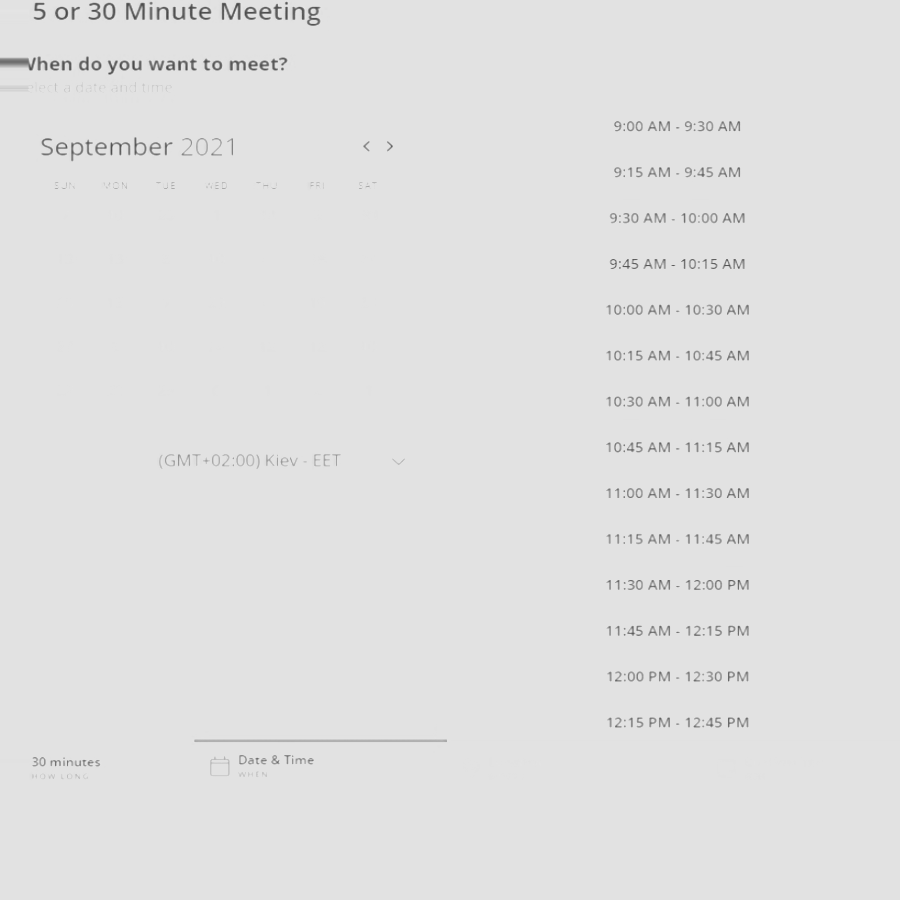 5 or 30 Minute Meeting
When do you want to meet?
elect a date and time
September 2021
SUN MON TUE WED THU FRI SAT
(GMT+02:00) Kiev - EET
9:00 AM - 9:30 AM
9:15 AM - 9:45 AM
9:30 AM - 10:00 AM
9:45 AM - 10:15 AM
10:00 AM - 10:30 AM
10:15 AM - 10:45 AM
10:30 AM - 11:00 AM
10:45 AM - 11:15 AM
11:00 AM - 11:30 AM
11:15 AM - 11:45 AM
11:30 AM - 12:00 PM
11:45 AM - 12:15 PM
12:00 PM - 12:30 PM
12:15 PM - 12:45 PM
30 minutes
HOW LONG
Date & Time
WHEN